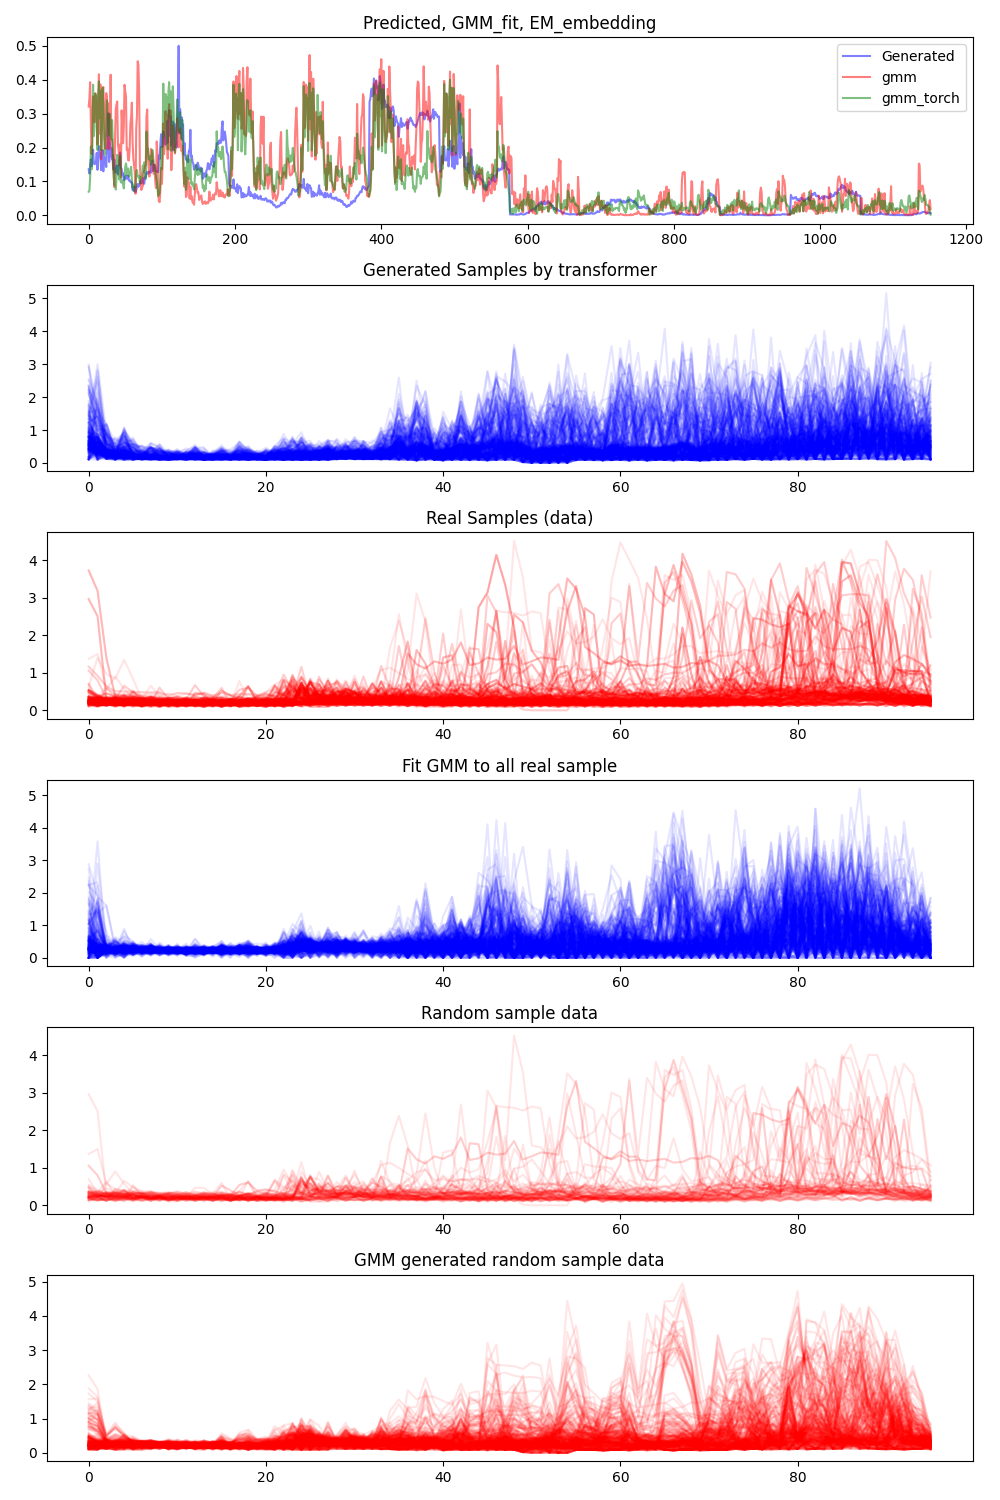 Predicted, GMM_fit, EM_embedding
0.5
0.4
0.3
0.2
0.1
0.0
Generated
gmm
gmm_torch
0 200 400 600 800 1000 1200
Generated Samples by transformer
5
4
3
2
1
0
0 20 40 60 80
Real Samples (data)
4
3
2
1
0
0 20 40 60 80
Fit GMM to all real sample
5
4
3
2
1
0
0 20 40 60 80
Random sample data
4
3
2
1
0
0 20 40 60 80
GMM generated random sample data
5
4
3
2
1
0
0 20 40 60 80